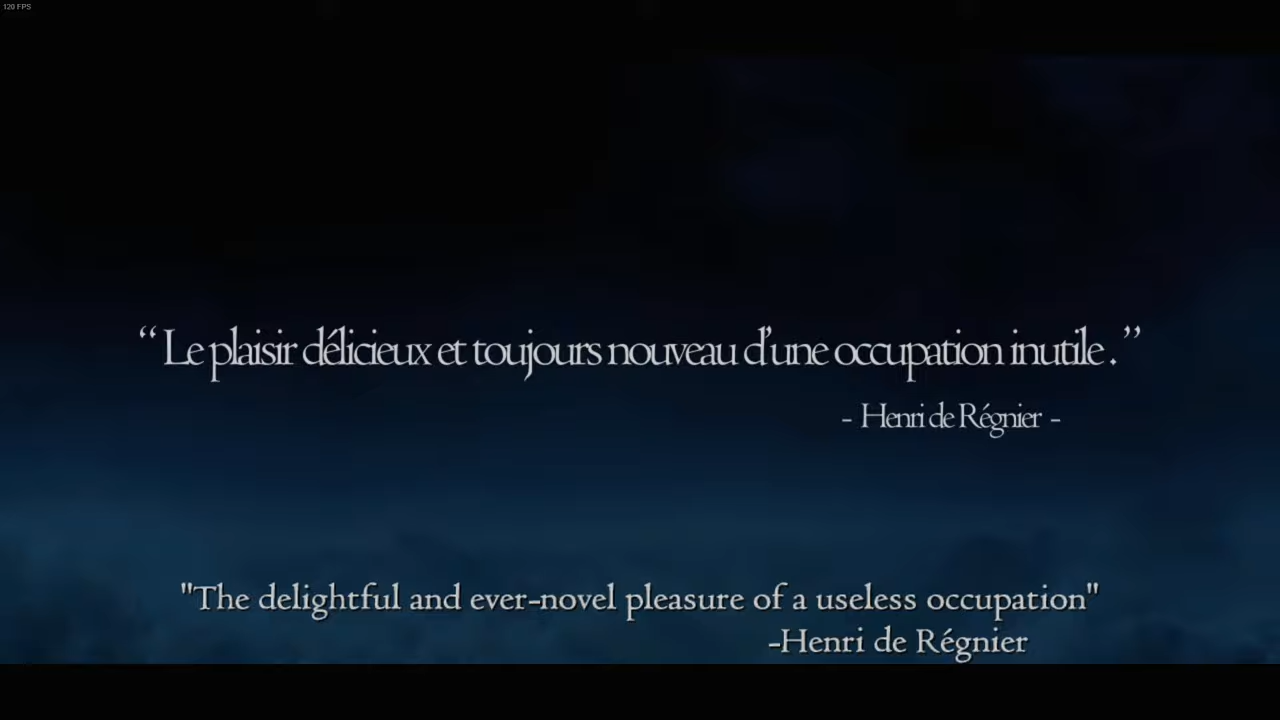 120 FPS
“ Le plaisir délicieux et toujours nouveau d’une occupation inutile . ”
- Henri de Régnier -
"The delightful and ever-novel pleasure of a useless occupation"
-Henri de Régnier